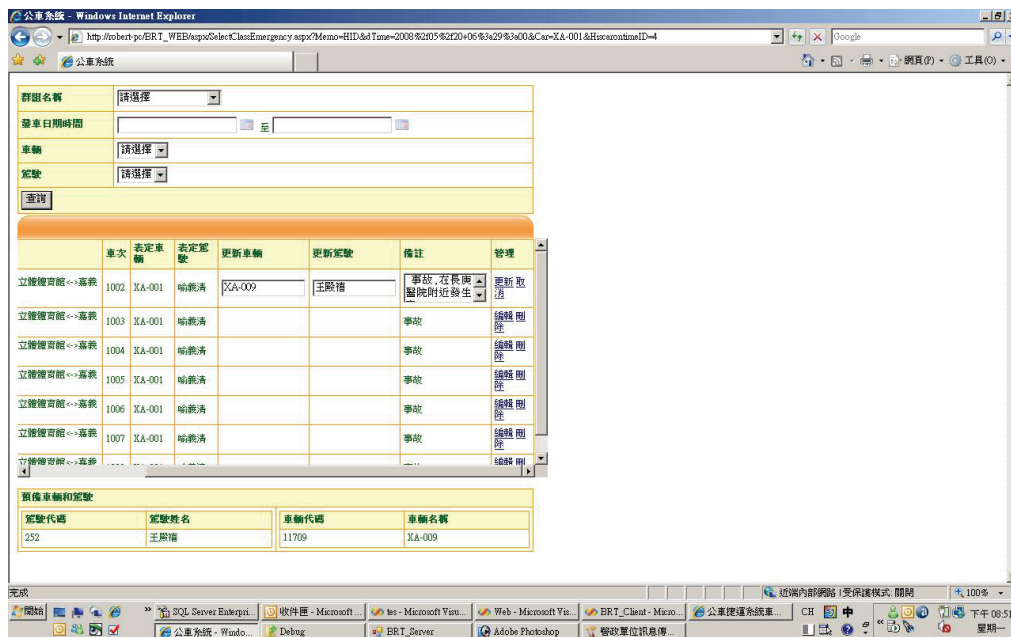 公車系統 - Windows Internet Explorer
http://robert-pc/BRT_WEB/aspx/SelectClassEmergency.aspx?Memo=HID&dTime=2008%2f05%2f20+06%3a29%3a00&Car=XA-001&HiscarontimeID=4
Google
公車系統
網頁(P)
工具(O)
群組名稱 請選擇
發車日期時間 至
車輛 請選擇
駕駛 請選擇
查詢
車次 表定車輛 表定駕駛 更新車輛 更新駕駛 備註 管理
立體體育館<->嘉義 1002 XA-001 喻義清 XA-009 王殿禧 事故,在長庚醫院附近發生 更新 取消
立體體育館<->嘉義 1003 XA-001 喻義清 事故 編輯 刪除
立體體育館<->嘉義 1004 XA-001 喻義清 事故 編輯 刪除
立體體育館<->嘉義 1005 XA-001 喻義清 事故 編輯 刪除
立體體育館<->嘉義 1006 XA-001 喻義清 事故 編輯 刪除
立體體育館<->嘉義 1007 XA-001 喻義清 事故 編輯 刪除
立體體育館<->嘉義 編輯 刪
預備車輛和駕駛
駕駛代碼 駕駛姓名 車輛代碼 車輛名稱
252 王殿禧 11709 XA-009
完成
近端內部網路 | 受保護模式: 關閉
100%
開始
SQL Server Enterpri...
收件匣 - Microsoft ...
tes - Microsoft Visu...
Web - Microsoft Vis...
BRT_Client - Micro...
公車捷運系統車...
CH 中
下午 08:51
公車系統 - Windo...
Debug
BRT_Server
Adobe Photoshop
警政單位訊息傳...
星期一